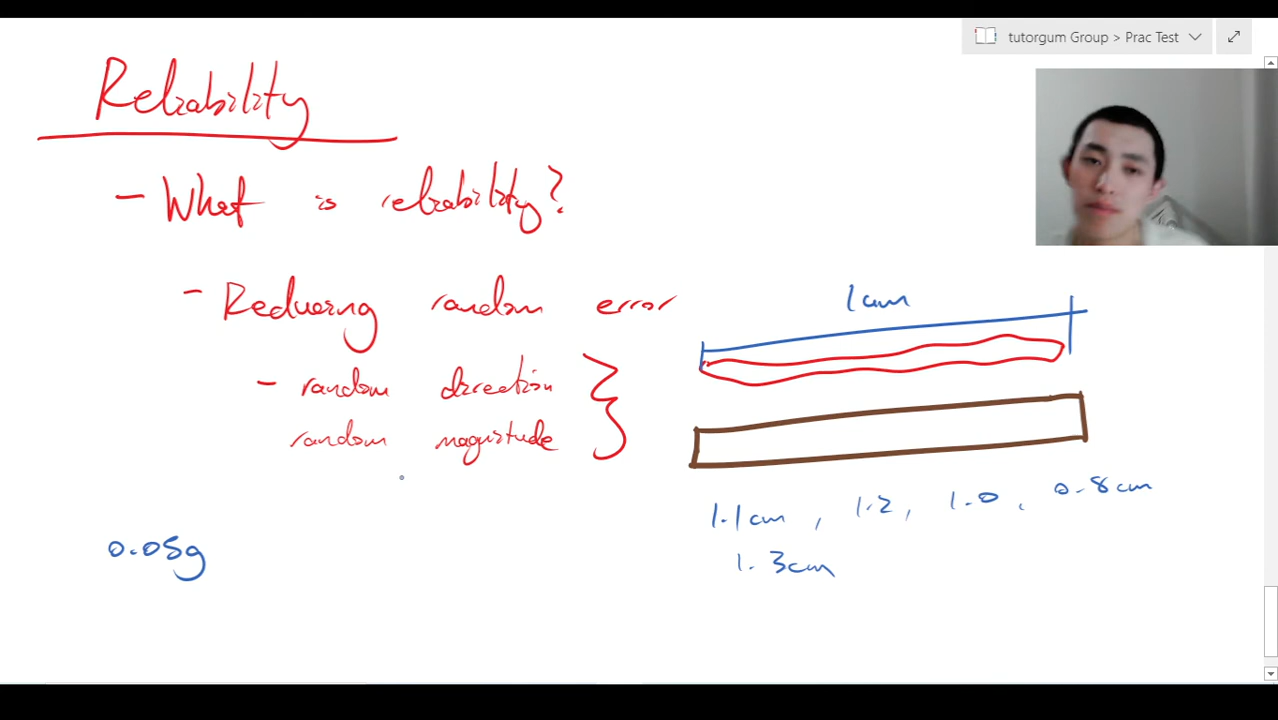 tutorgum Group > Prac Test
Reliability
- What is reliability?
- Reducing random error
- random direction
random magnitude
1cm
1.1cm , 1.2 , 1.0 , 0.8cm
1.3cm
0.05g